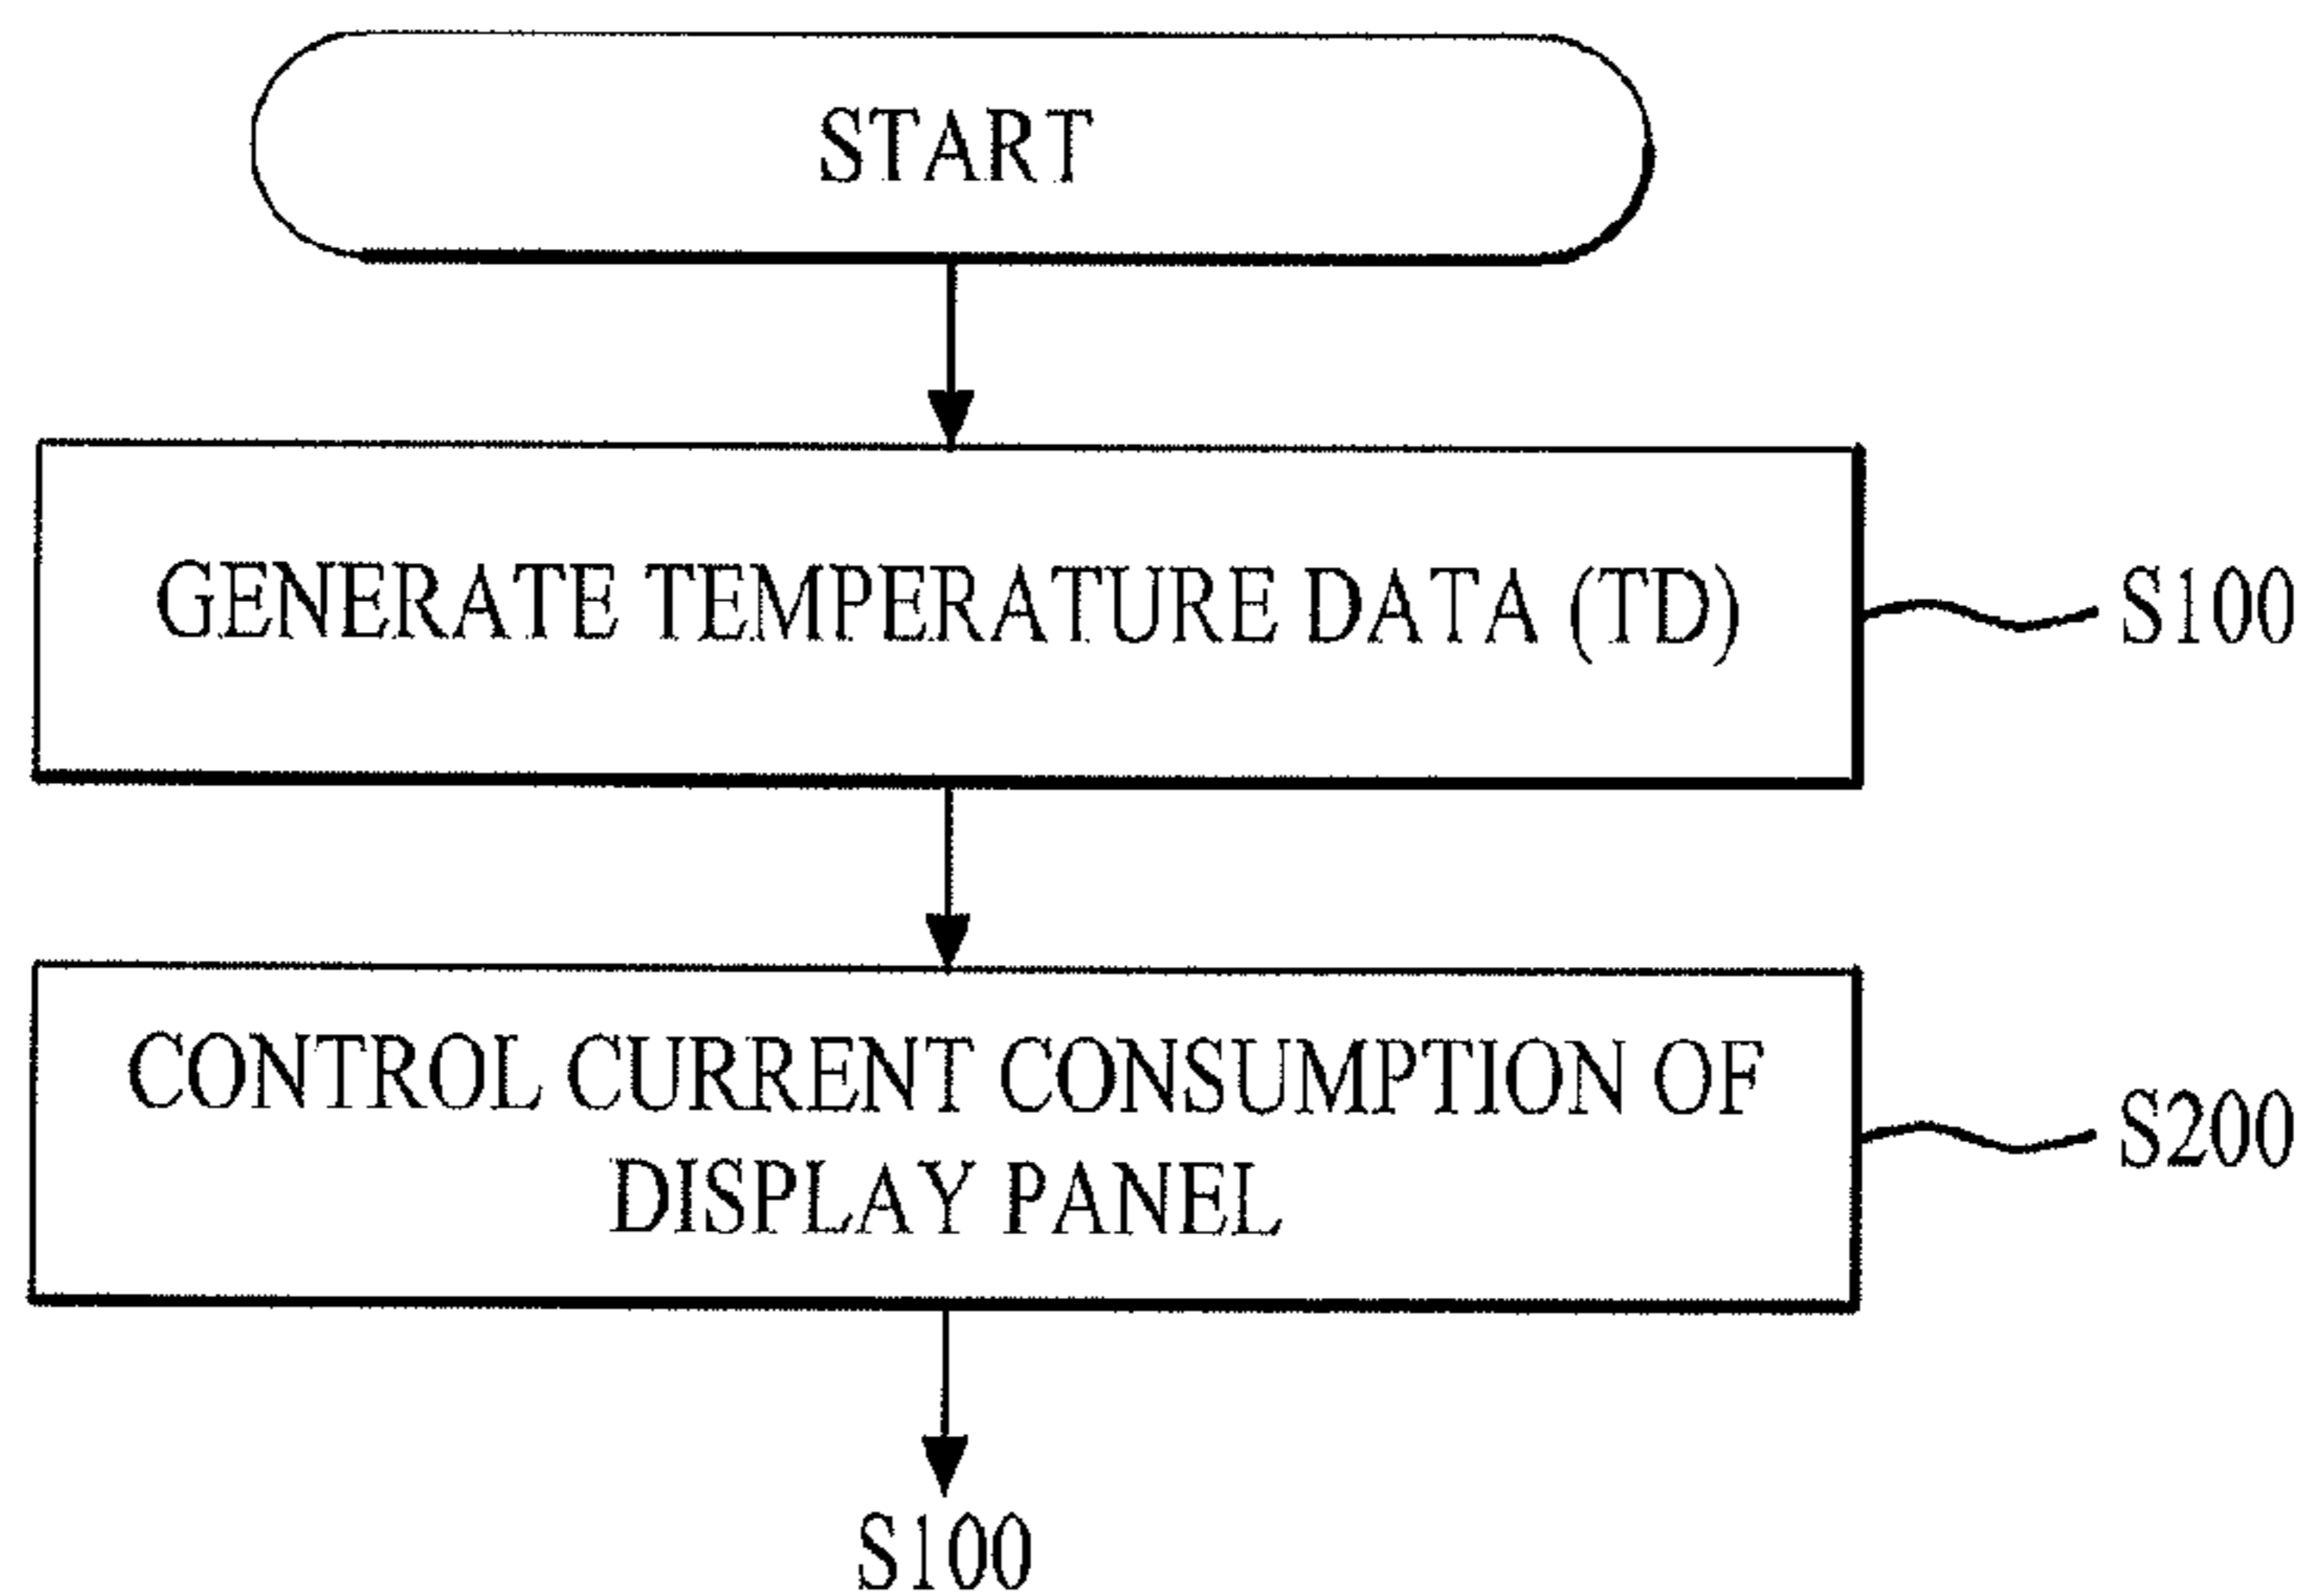 START
GENERATE TEMPERATURE DATA (TD)
S100
CONTROL CURRENT CONSUMPTION OF
DISPLAY PANEL
S200
S100